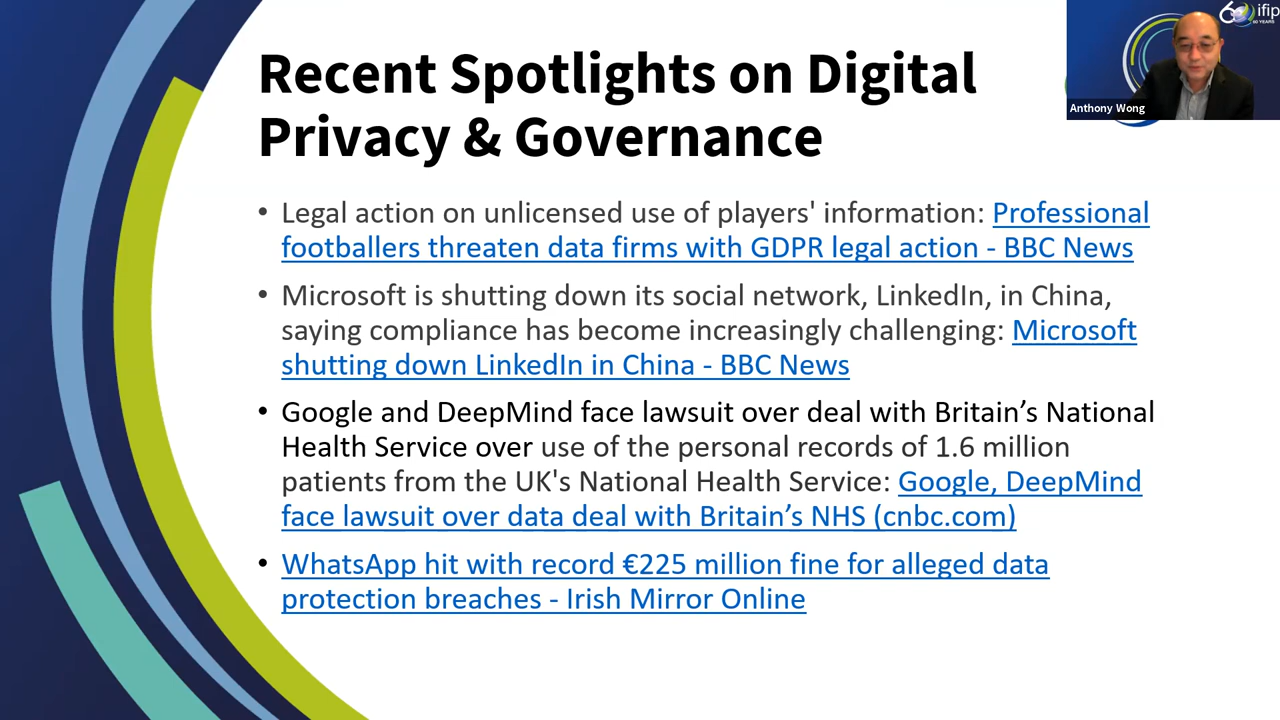 Recent Spotlights on Digital
Privacy & Governance
• Legal action on unlicensed use of players' information: Professional
footballers threaten data firms with GDPR legal action - BBC News
• Microsoft is shutting down its social network, LinkedIn, in China,
saying compliance has become increasingly challenging: Microsoft
shutting down LinkedIn in China - BBC News
• Google and DeepMind face lawsuit over deal with Britain’s National
Health Service over use of the personal records of 1.6 million
patients from the UK's National Health Service: Google, DeepMind
face lawsuit over data deal with Britain’s NHS (cnbc.com)
• WhatsApp hit with record €225 million fine for alleged data
protection breaches - Irish Mirror Online
60 ifip
60 YEARS
Anthony Wong